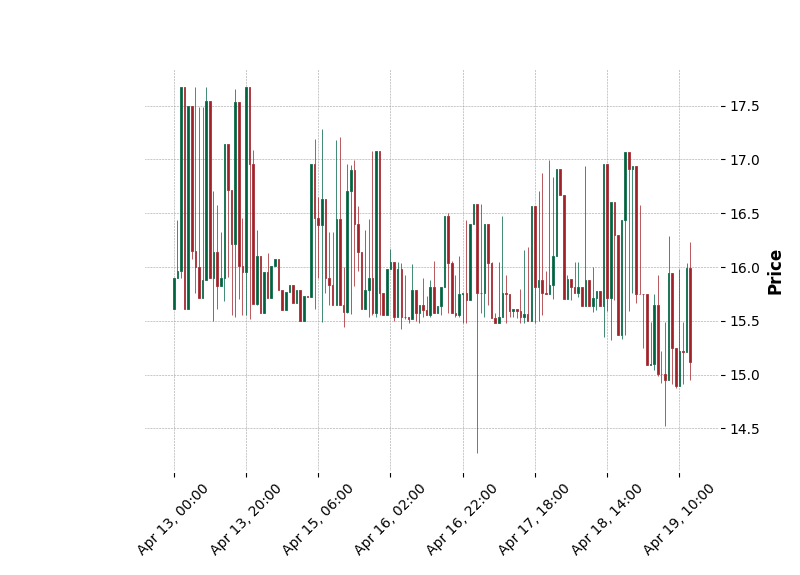 17.5
17.0
16.5
16.0
15.5
15.0
14.5
Price
Apr 13, 00:00
Apr 13, 20:00
Apr 15, 06:00
Apr 16, 02:00
Apr 16, 22:00
Apr 17, 18:00
Apr 18, 14:00
Apr 19, 10:00